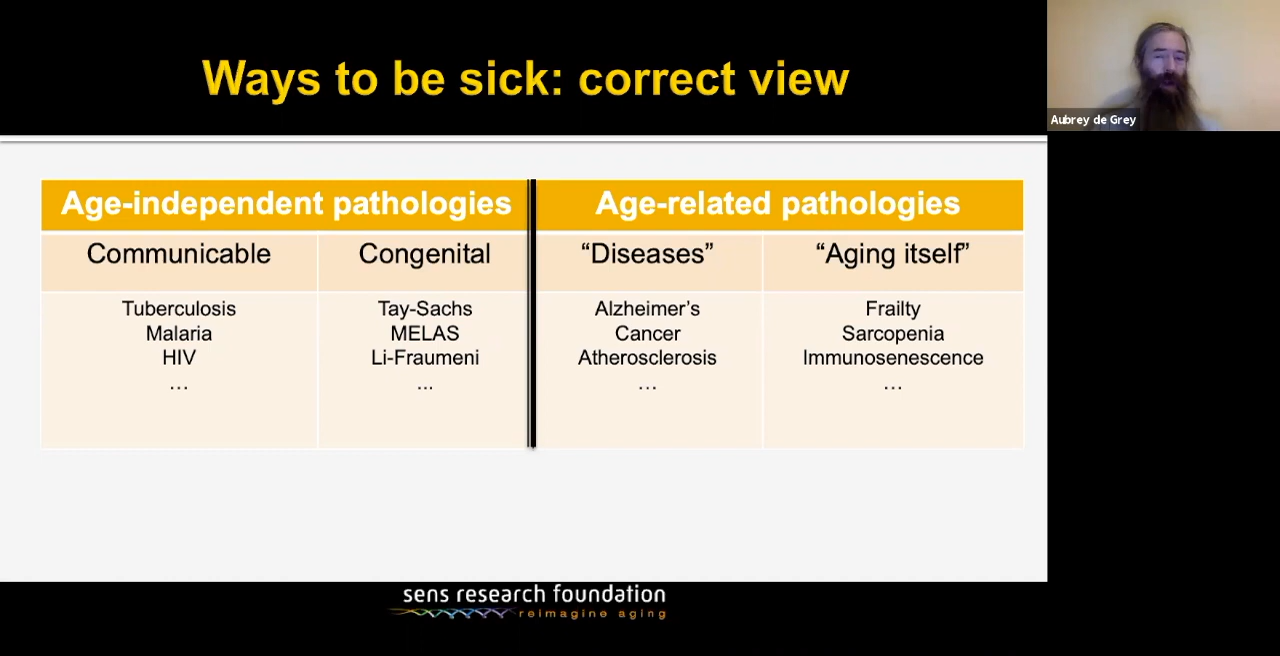 Ways to be sick: correct view
Aubrey de Grey
Age-independent pathologies
Age-related pathologies
Communicable
Congenital
“Diseases”
“Aging itself”
Tuberculosis
Malaria
HIV
…
Tay-Sachs
MELAS
Li-Fraumeni
...
Alzheimer’s
Cancer
Atherosclerosis
…
Frailty
Sarcopenia
Immunosenescence
…
sens research foundation
reimagine aging